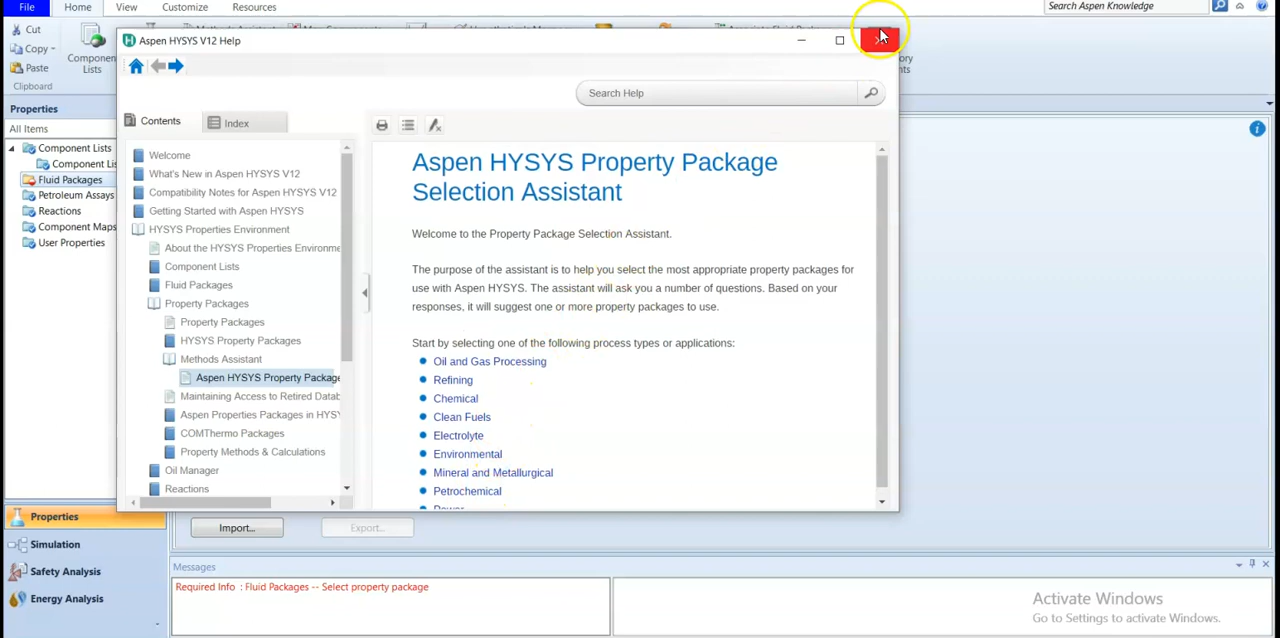 File Home View Customize Resources Search Aspen Knowledge
Cut
Copy
Paste
Clipboard
Component
Lists
Aspen HYSYS V12 Help
Search Help
Contents Index
Properties
All Items
Component Lists
Fluid Packages
Petroleum Assays
Reactions
Component Maps
User Properties
Welcome
What's New in Aspen HYSYS V12
Compatibility Notes for Aspen HYSYS V12
Getting Started with Aspen HYSYS
HYSYS Properties Environment
About the HYSYS Properties Environme
Component Lists
Fluid Packages
Property Packages
Property Packages
HYSYS Property Packages
Methods Assistant
Aspen HYSYS Property Package
Maintaining Access to Retired Datab
Aspen Properties Packages in HYSY
COMThermo Packages
Property Methods & Calculations
Oil Manager
Reactions
Aspen HYSYS Property Package
Selection Assistant
Welcome to the Property Package Selection Assistant.
The purpose of the assistant is to help you select the most appropriate property packages for
use with Aspen HYSYS. The assistant will ask you a number of questions. Based on your
responses, it will suggest one or more property packages to use.
Start by selecting one of the following process types or applications:
Oil and Gas Processing
Refining
Chemical
Clean Fuels
Electrolyte
Environmental
Mineral and Metallurgical
Petrochemical
Properties
Simulation
Safety Analysis
Energy Analysis
Import... Export...
Messages
Required Info : Fluid Packages -- Select property package
Activate Windows
Go to Settings to activate Windows.